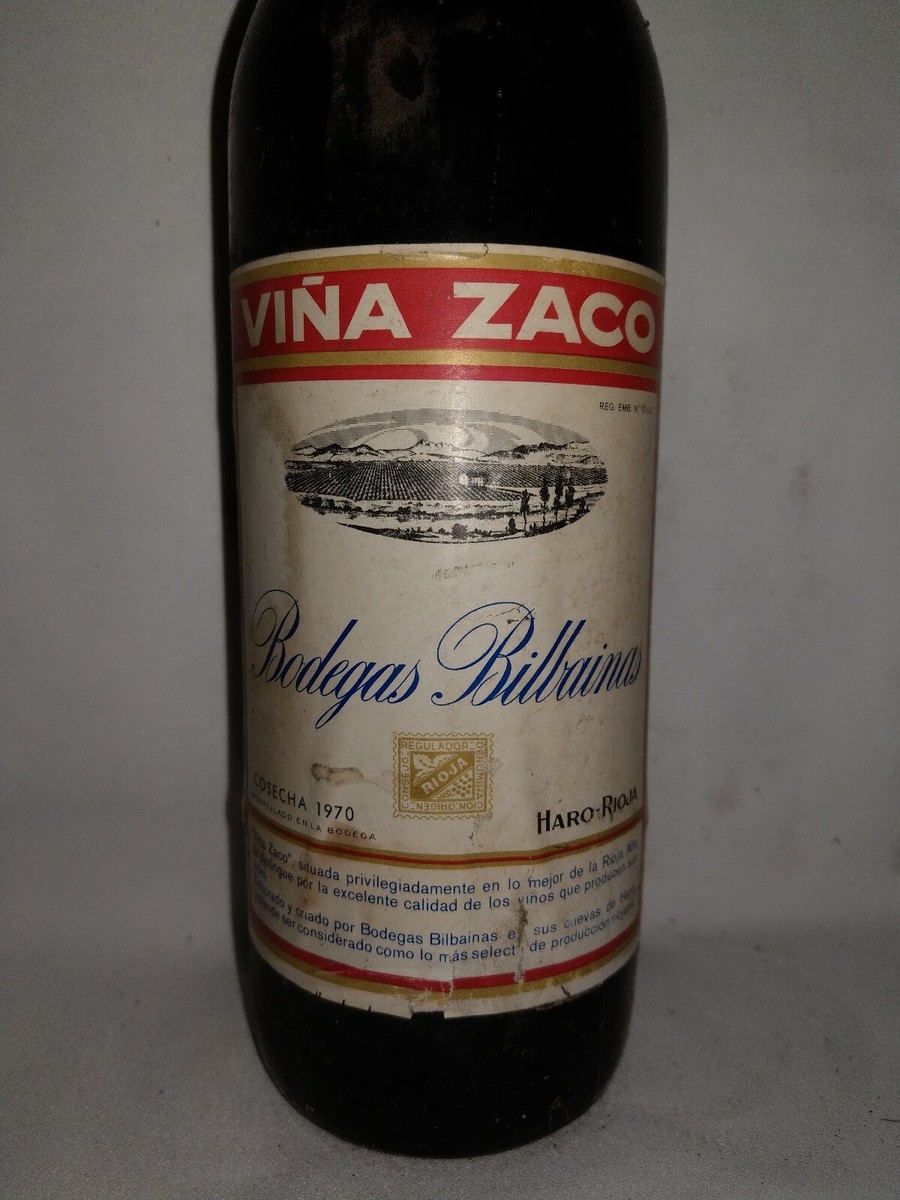 VIÑA ZACO
REG. EMB. Nº
Bodegas Bilbainas
CONSEJO REGULADOR DENOMINACION ORIGEN
RIOJA
COSECHA 1970
EN LA BODEGA
HARO-RIOJA
Zaco", situada privilegiadamente en lo mejor de la Rioja Alta,
se distingue por la excelente calidad de los vinos que producen sus
y criado por Bodegas Bilbainas en sus cuevas de Haro,
ser considerado como lo más select de producción riojana